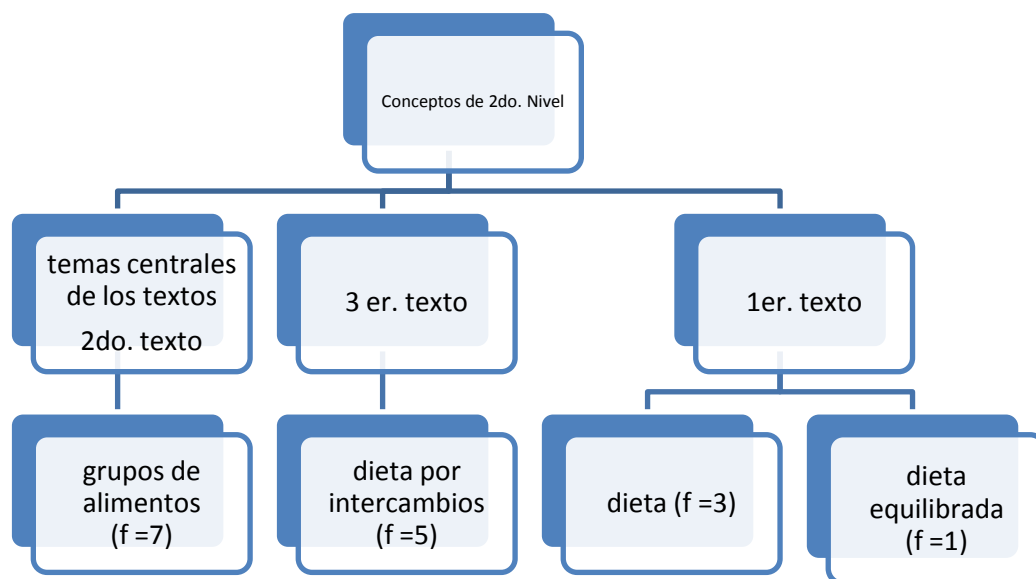 Conceptos de 2do. Nivel
temas centrales
de los textos
2do. texto
3 er. texto
1er. texto
grupos de
alimentos
(f =7)
dieta por
intercambios
(f =5)
dieta (f =3)
dieta
equilibrada
(f =1)